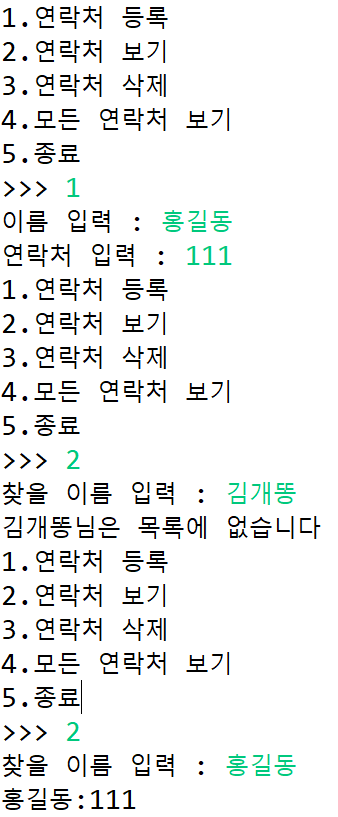 1.연락처 등록
2.연락처 보기
3.연락처 삭제
4.모든 연락처 보기
5.종료
>>> 1
이름 입력 : 홍길동
연락처 입력 : 111
1.연락처 등록
2.연락처 보기
3.연락처 삭제
4.모든 연락처 보기
5.종료
>>> 2
찾을 이름 입력 : 김개똥
김개똥님은 목록에 없습니다
1.연락처 등록
2.연락처 보기
3.연락처 삭제
4.모든 연락처 보기
5.종료
>>> 2
찾을 이름 입력 : 홍길동
홍길동:111